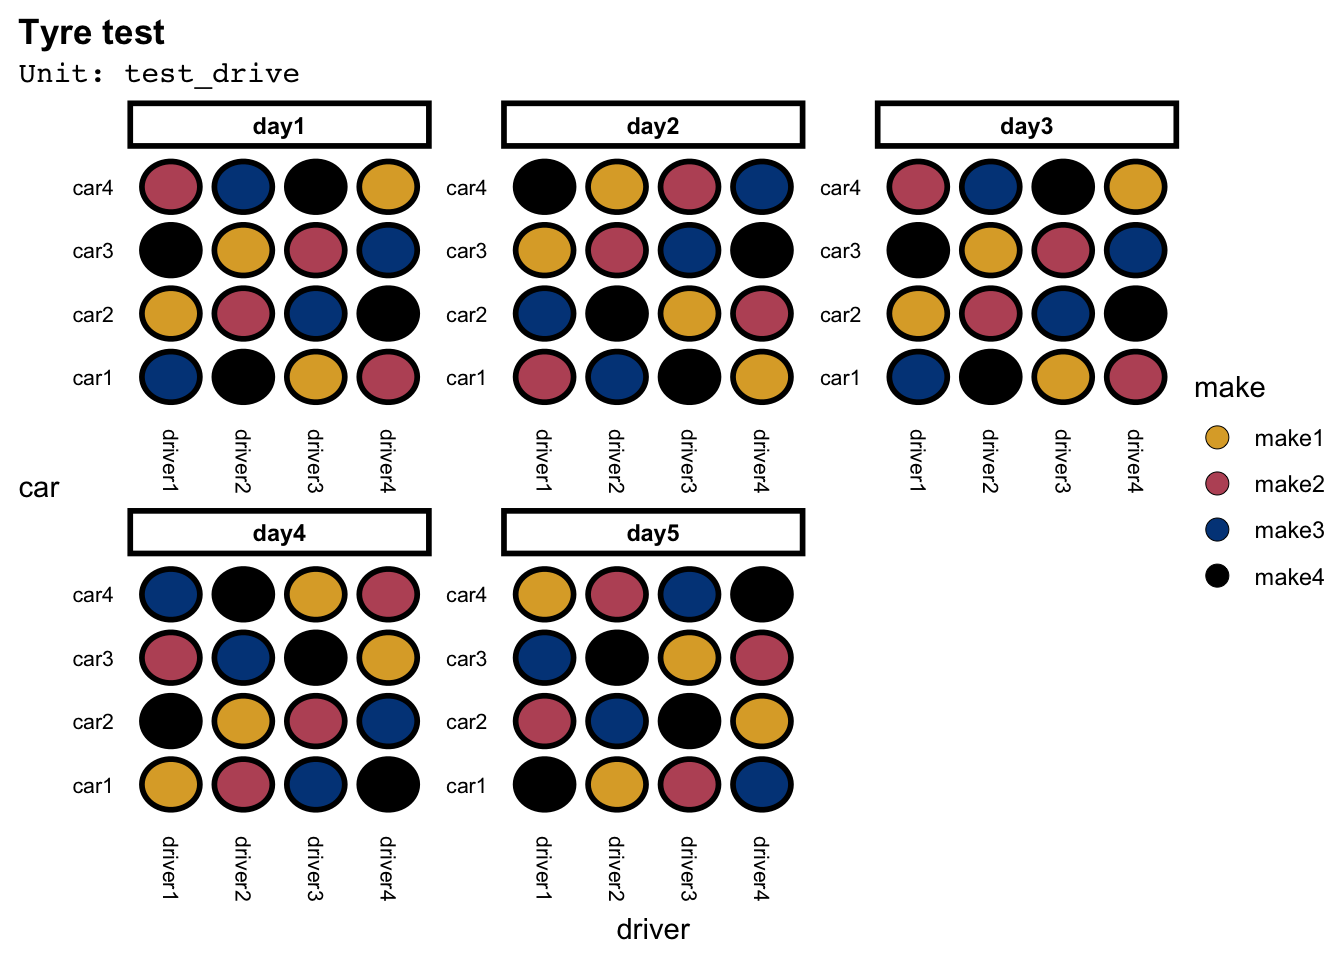 Tyre test
Unit: test_drive
day1 day2 day3
car4 car4 car4
car3 car3 car3
car2 car2 car2
car1 car1 car1
driver1 driver2 driver3 driver4 driver1 driver2 driver3 driver4 driver1 driver2 driver3 driver4
car
day4 day5
car4 car4
car3 car3
car2 car2
car1 car1
driver1 driver2 driver3 driver4 driver1 driver2 driver3 driver4
driver
make
make1
make2
make3
make4